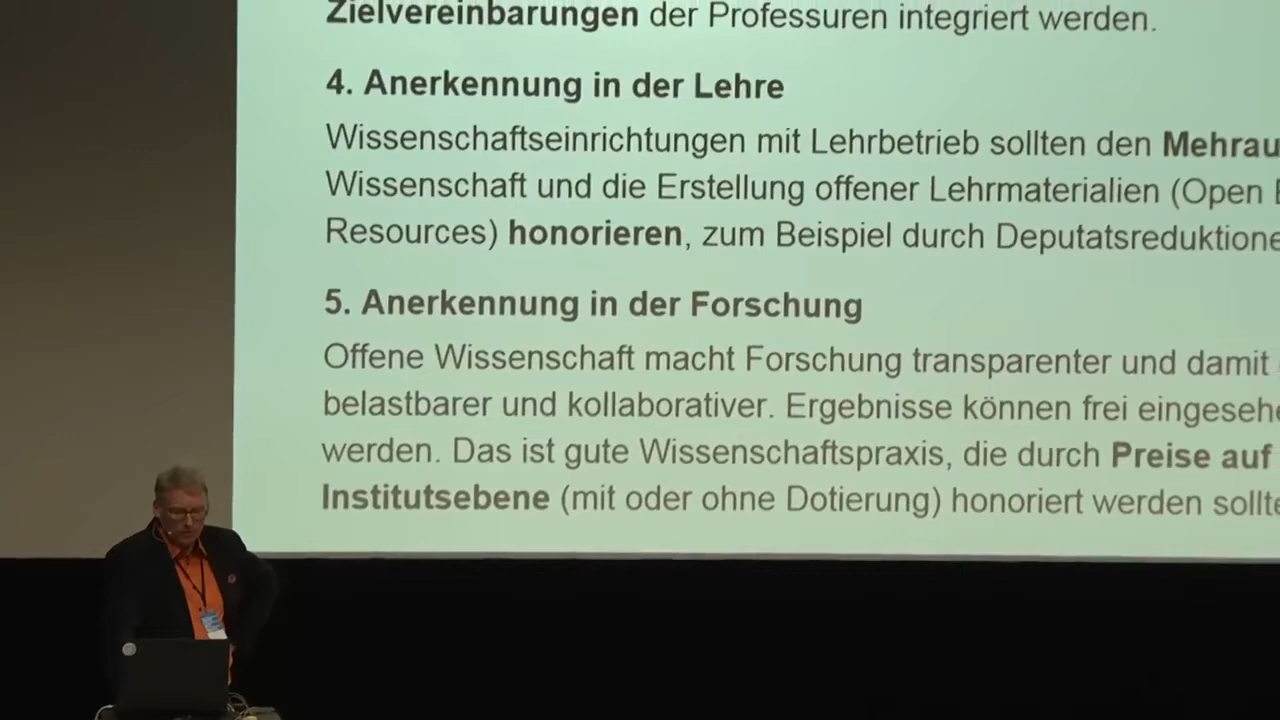 Zielvereinbarungen der Professuren integriert werden.
4. Anerkennung in der Lehre
Wissenschaftseinrichtungen mit Lehrbetrieb sollten den Mehrau
Wissenschaft und die Erstellung offener Lehrmaterialien (Open
Resources) honorieren, zum Beispiel durch Deputatsreduktione
5. Anerkennung in der Forschung
Offene Wissenschaft macht Forschung transparenter und damit
belastbarer und kollaborativer. Ergebnisse können frei eingesehe
werden. Das ist gute Wissenschaftspraxis, die durch Preise auf
Institutsebene (mit oder ohne Dotierung) honoriert werden sollte